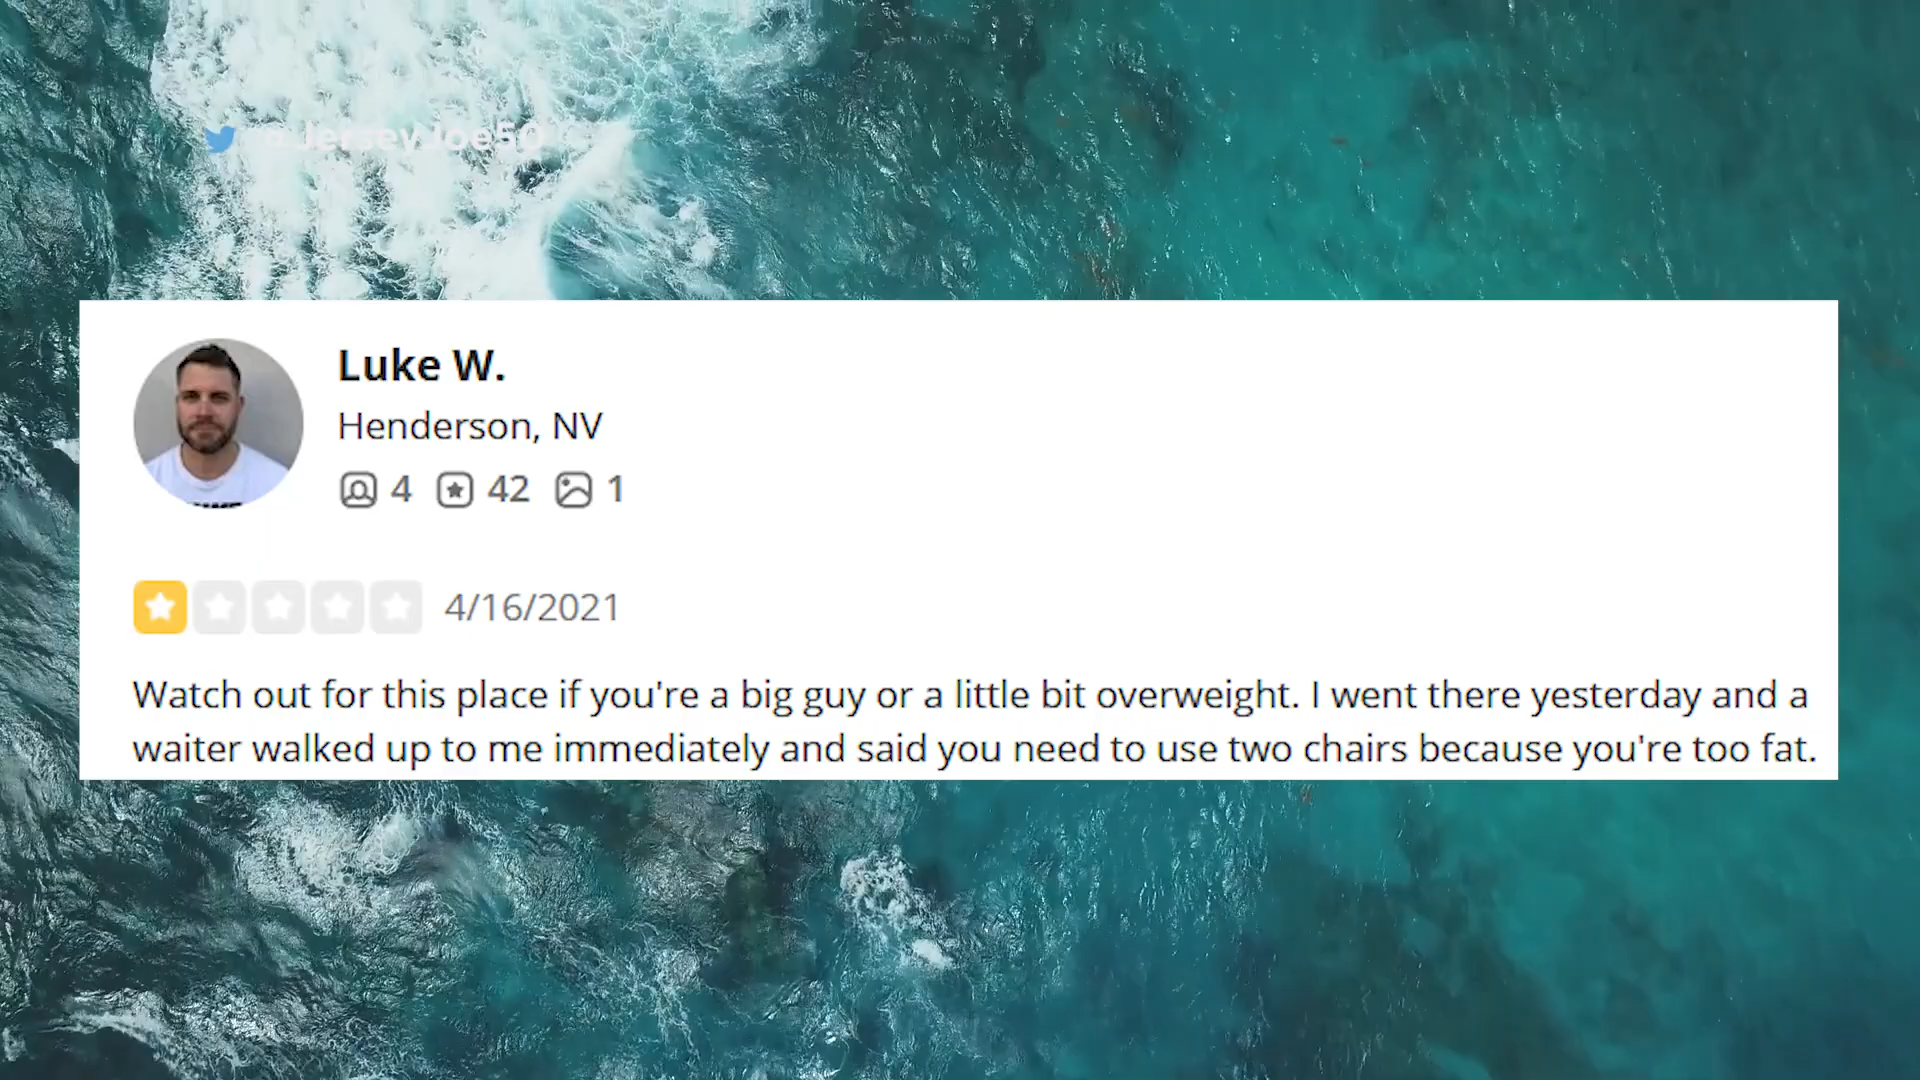 @JerseyJoe50
Luke W.
Henderson, NV
4 42 1
4/16/2021
Watch out for this place if you're a big guy or a little bit overweight. I went there yesterday and a
waiter walked up to me immediately and said you need to use two chairs because you're too fat.